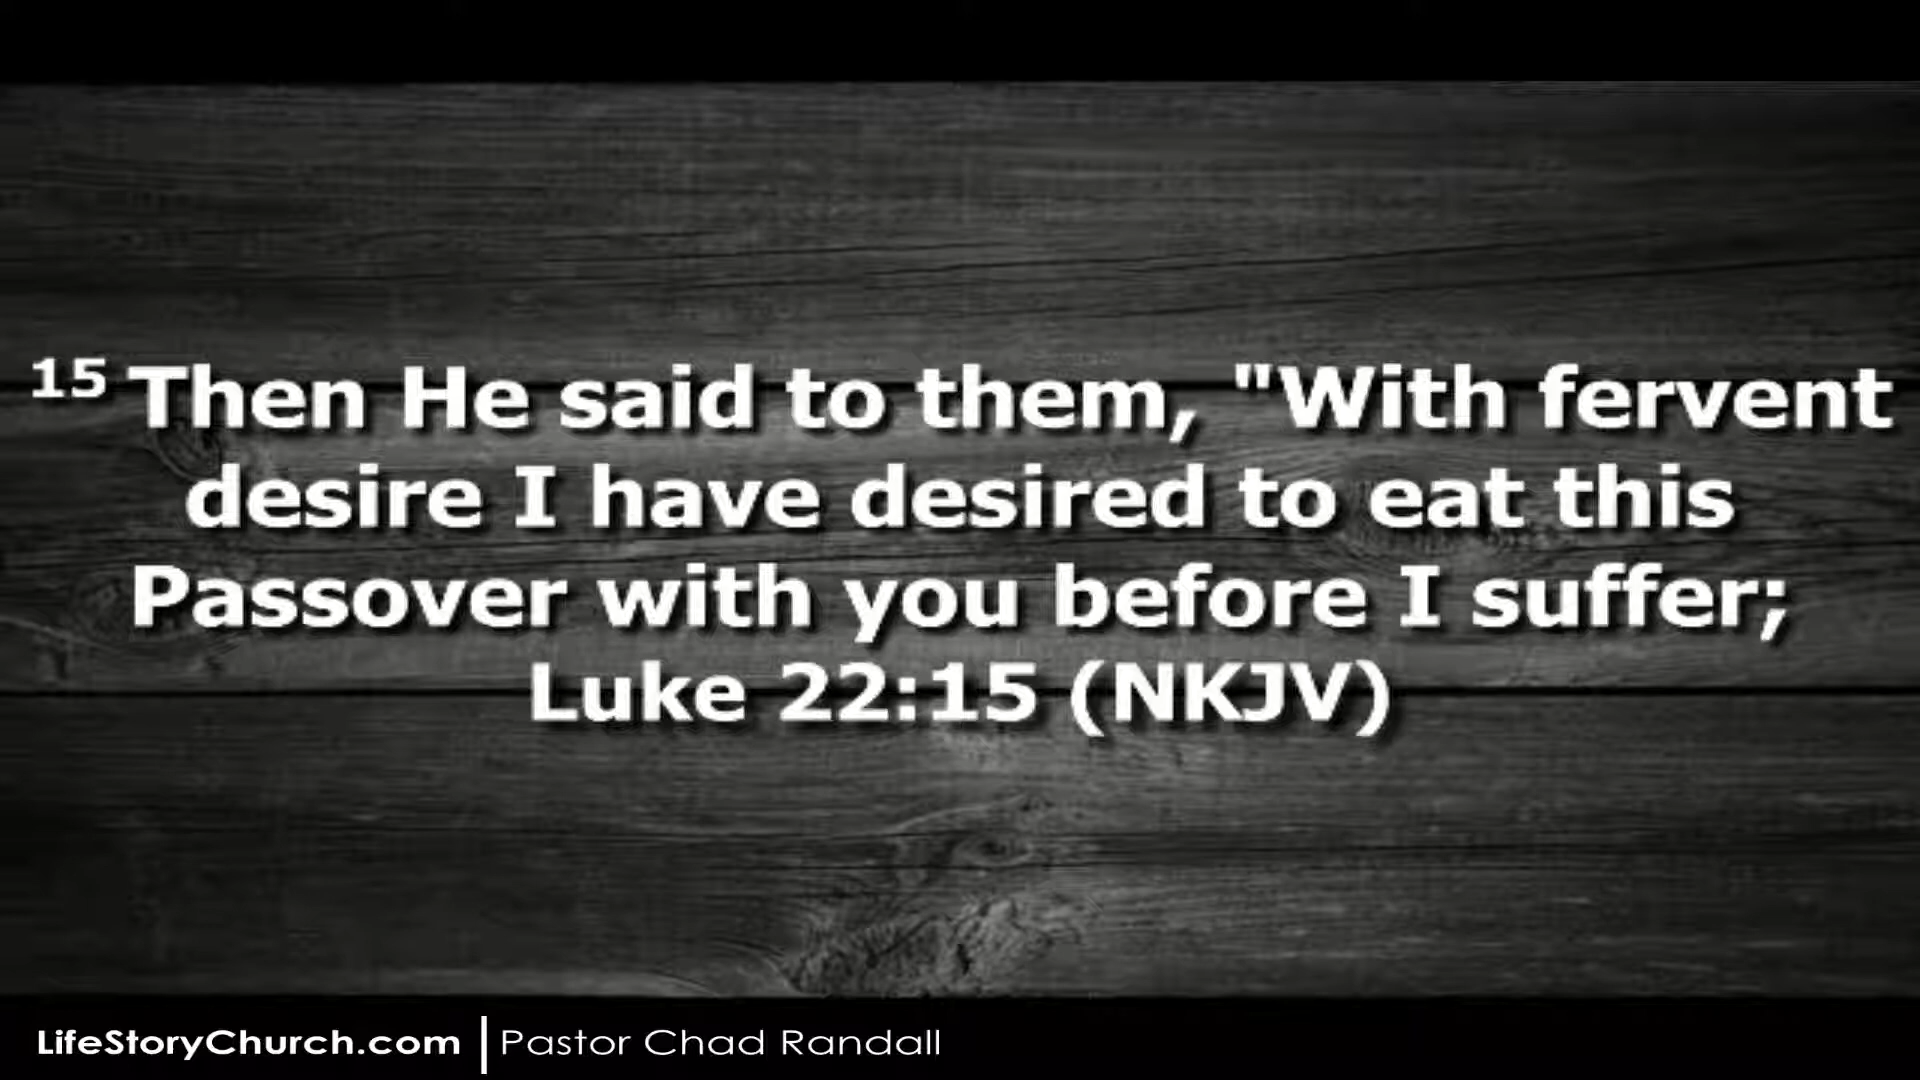 15 Then He said to them, "With fervent
desire I have desired to eat this
Passover with you before I suffer;
Luke 22:15 (NKJV)
LifeStoryChurch.com | Pastor Chad Randall